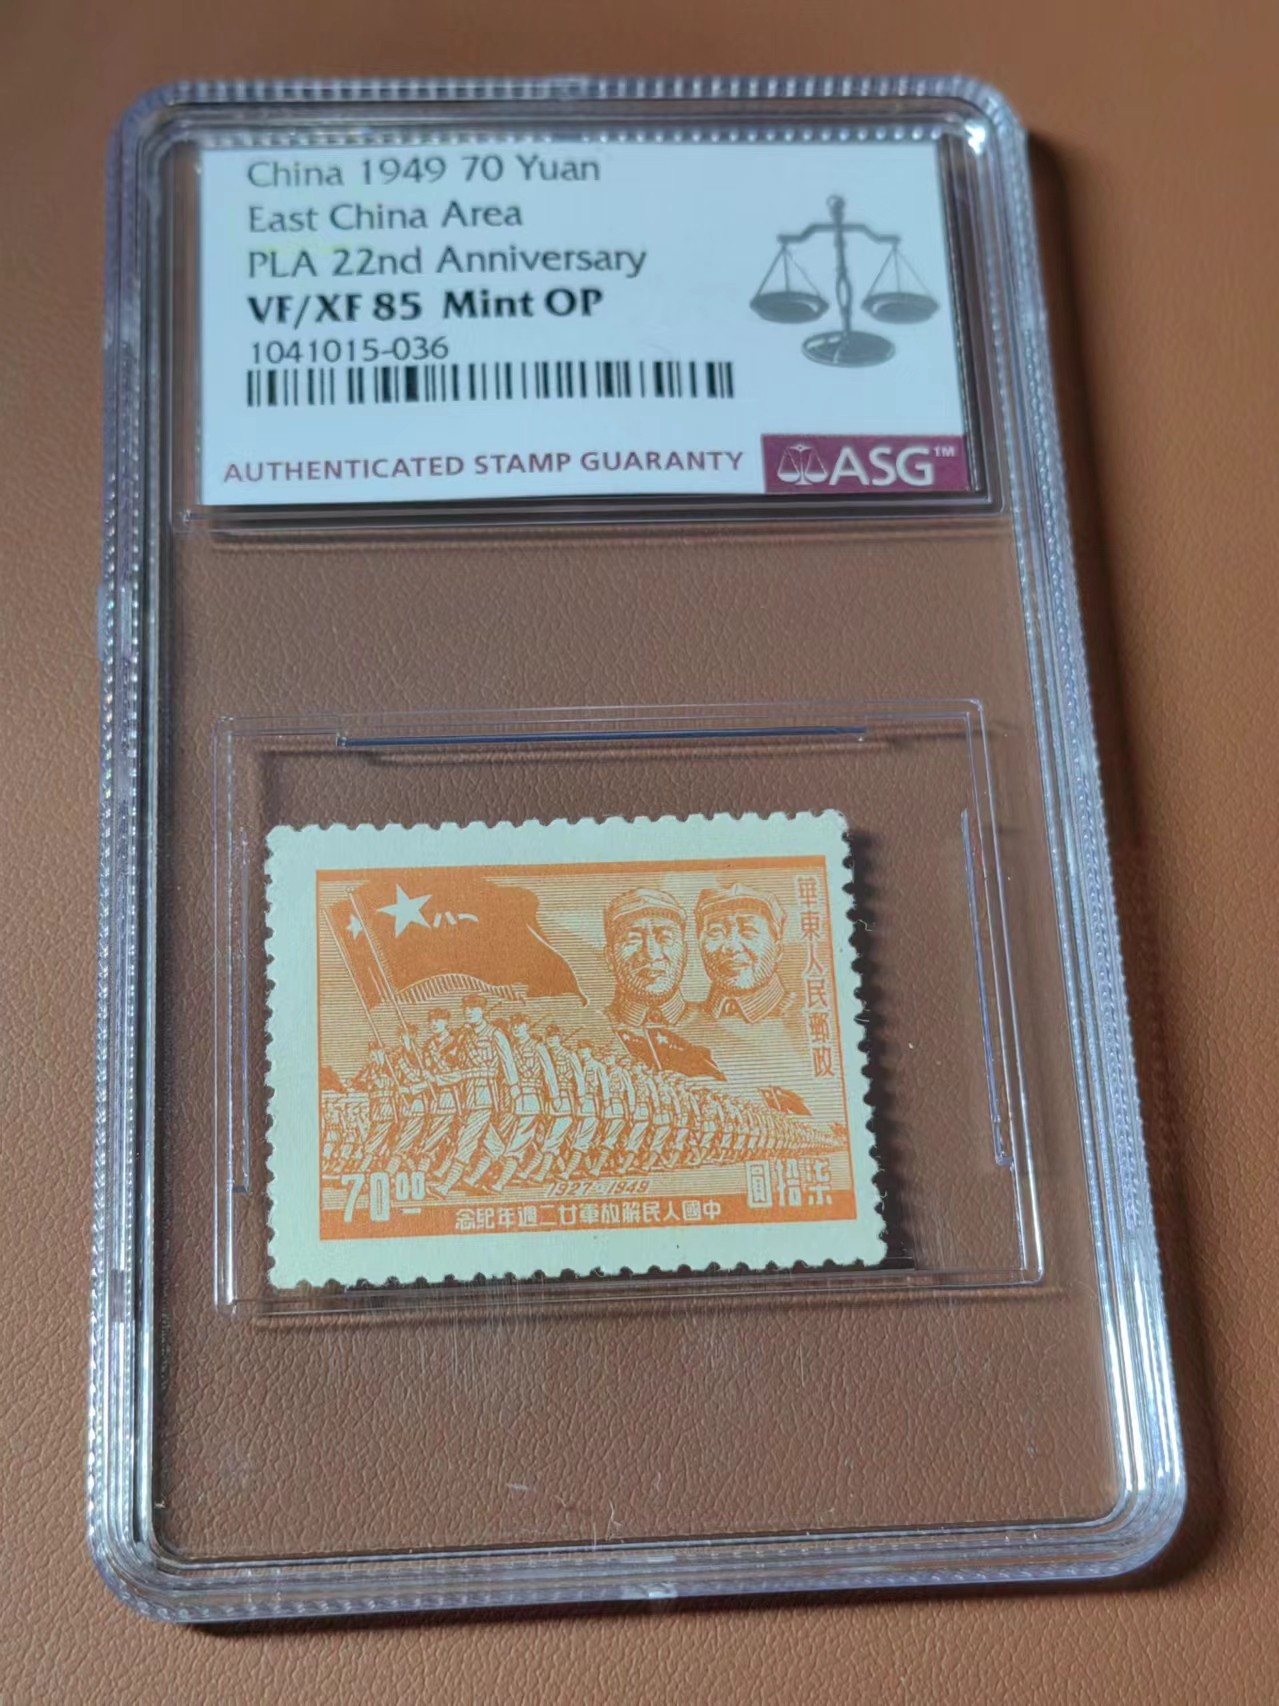 China 1949 70 Yuan
East China Area
PLA 22nd Anniversary
VF/XF 85 Mint OP
1041015-036
AUTHENTICATED STAMP GUARANTY
ASG™
八一
華東人民郵政
70.00
1927-1949
圓拾柒
念紀年週二廿軍放解民人國中